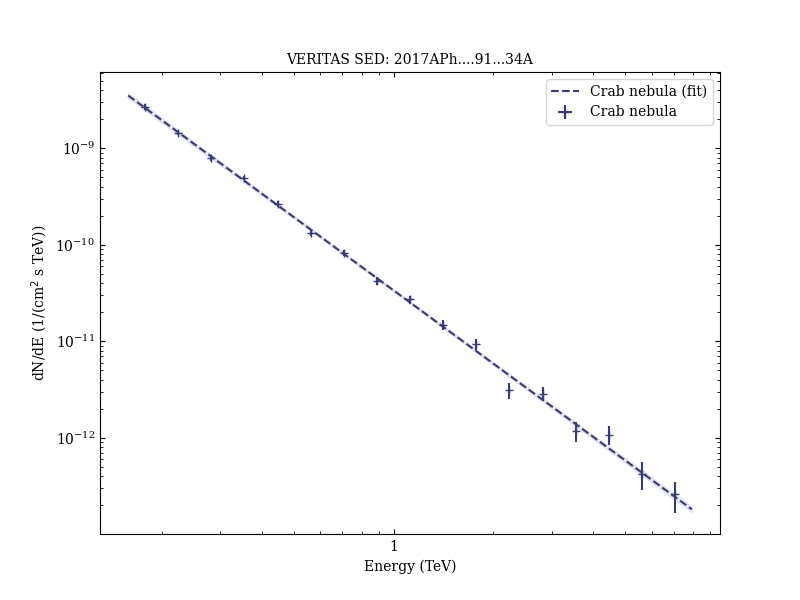 VERITAS SED: 2017APh....91...34A
Crab nebula (fit)
Crab nebula
10⁻⁹
10⁻¹⁰
10⁻¹¹
10⁻¹²
dN/dE (1/(cm² s TeV))
1
Energy (TeV)